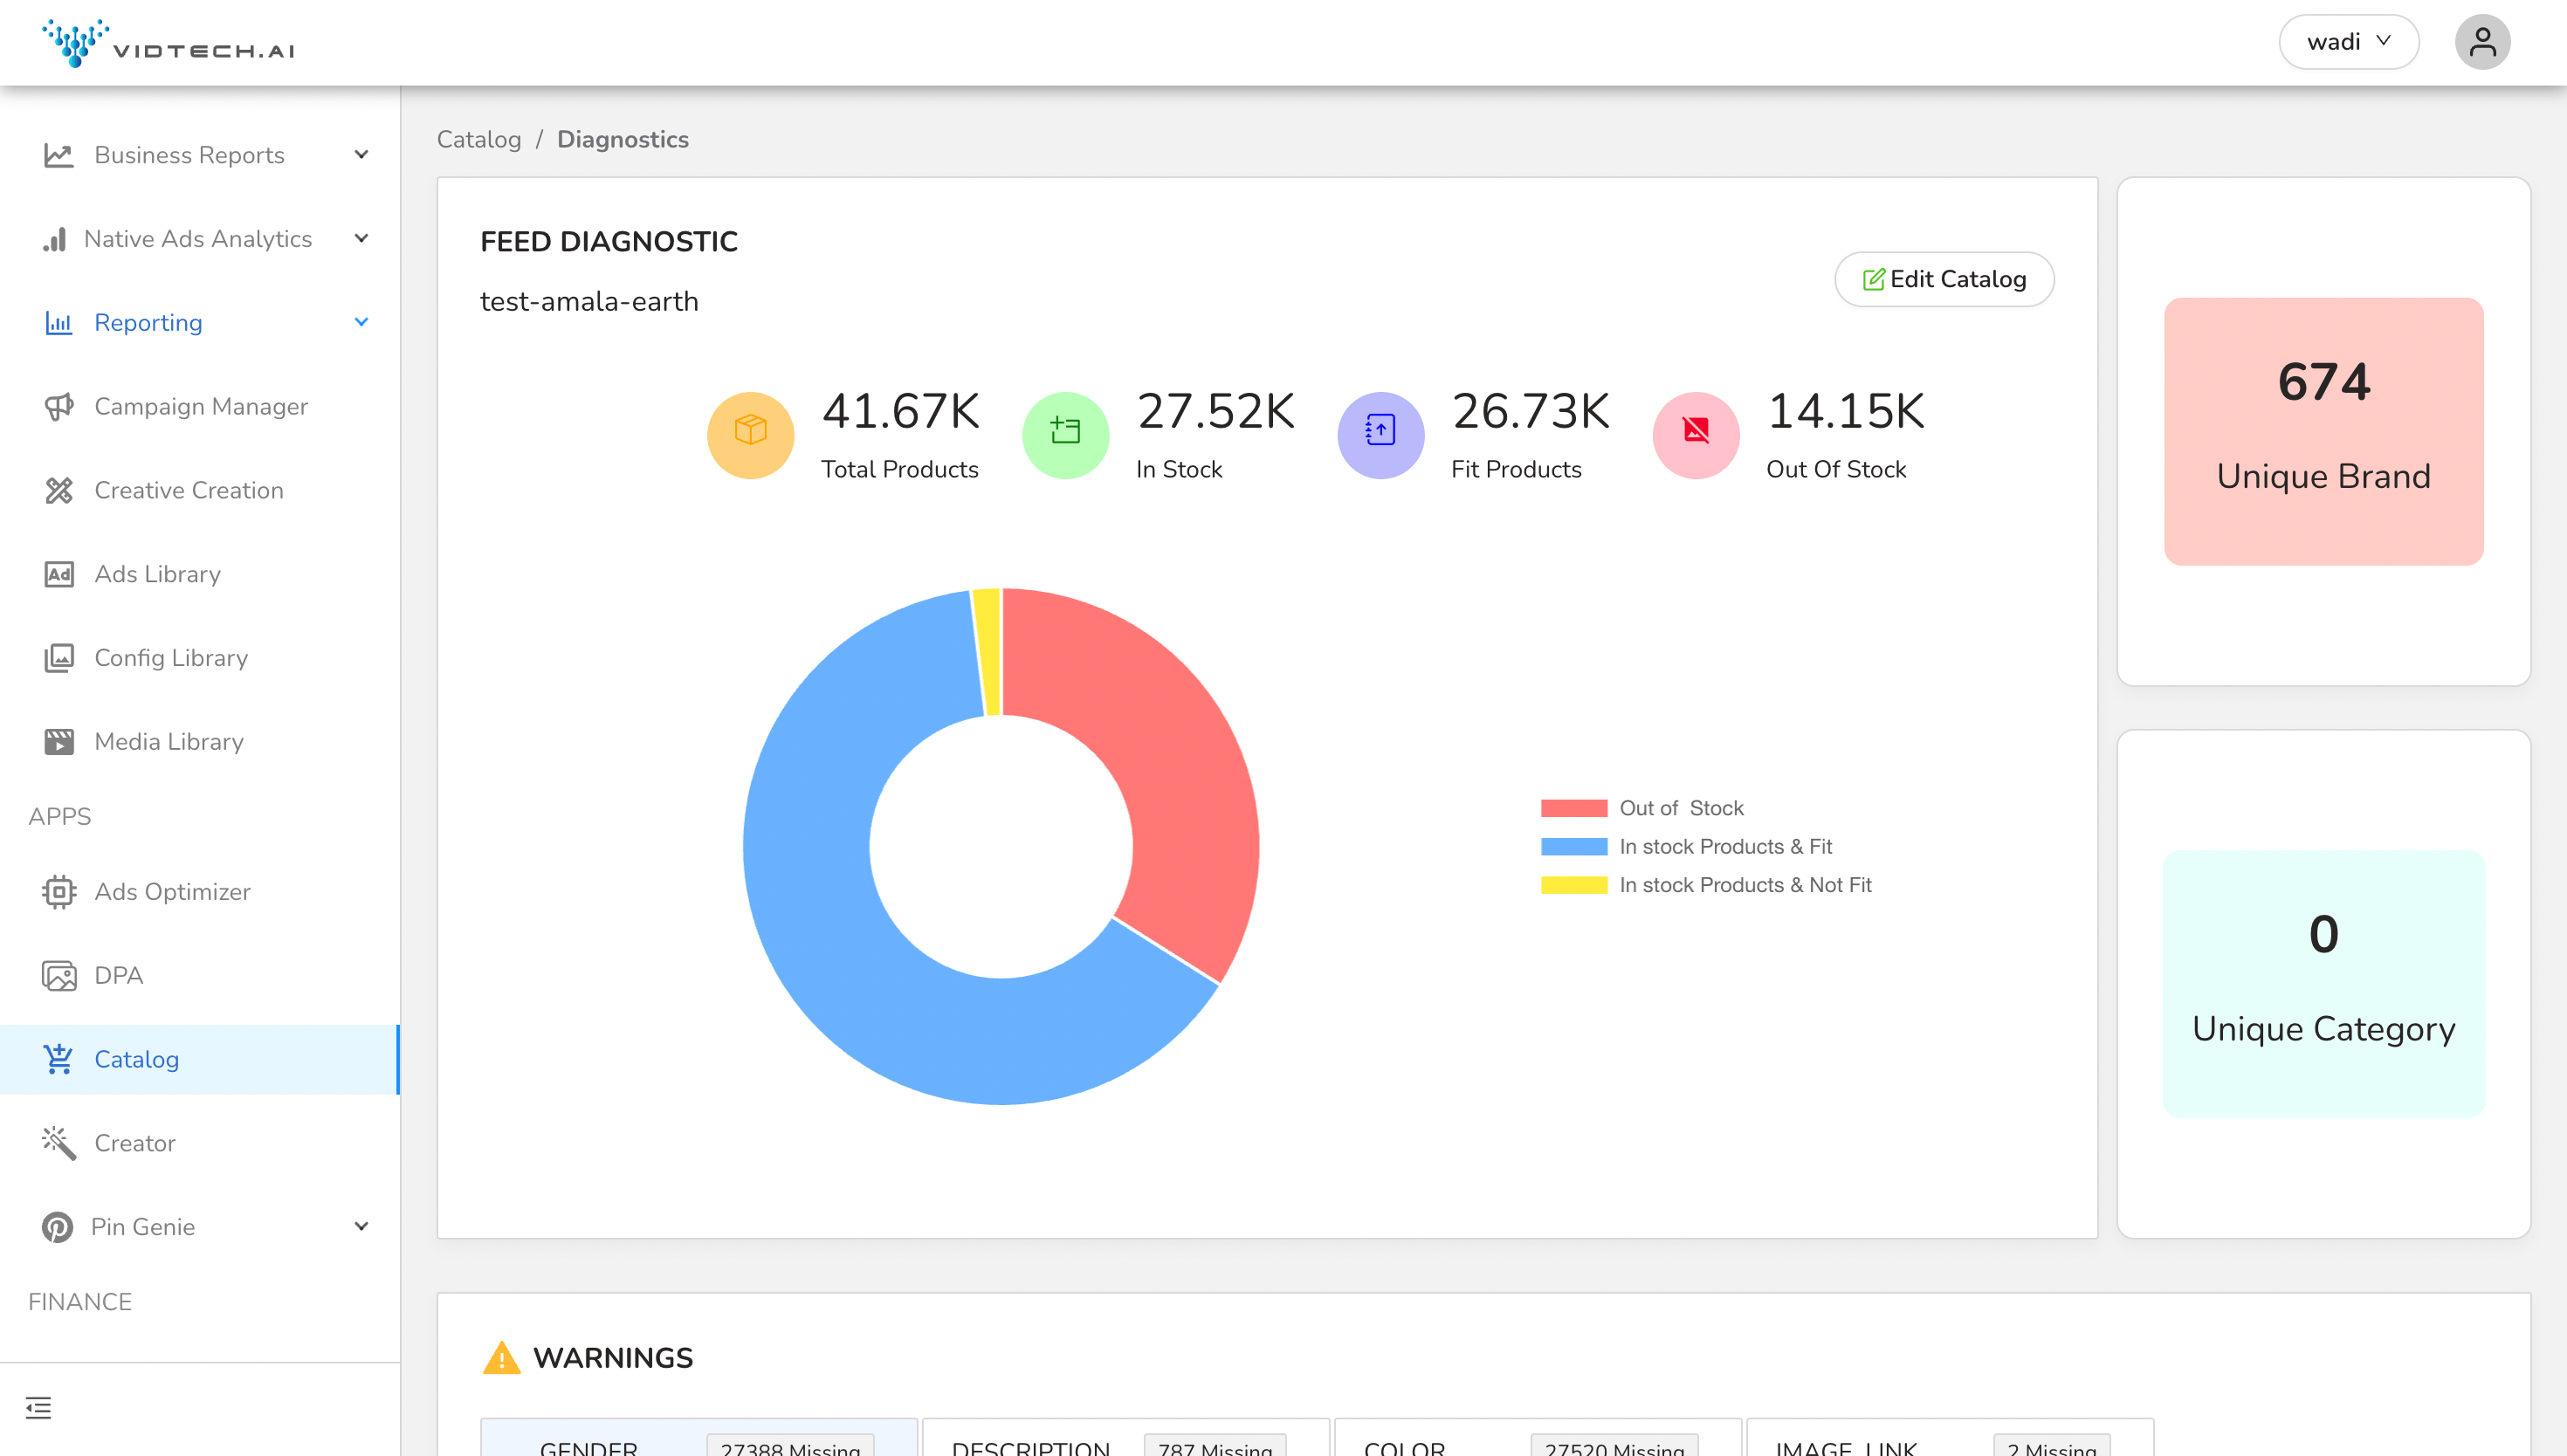 VIDTECH.AI
wadi
Business Reports
Native Ads Analytics
Reporting
Campaign Manager
Creative Creation
Ad
Ads Library
Config Library
Media Library
APPS
Ads Optimizer
DPA
Catalog
Creator
Pin Genie
FINANCE
Catalog / Diagnostics
FEED DIAGNOSTIC
test-amala-earth
Edit Catalog
41.67K
Total Products
27.52K
In Stock
26.73K
Fit Products
14.15K
Out Of Stock
Out of  Stock
In stock Products & Fit
In stock Products & Not Fit
674
Unique Brand
0
Unique Category
WARNINGS
GENDER 27388 Missing
DESCRIPTION 787 Missing
COLOR 27520 Missing
IMAGE_LINK 2 Missing